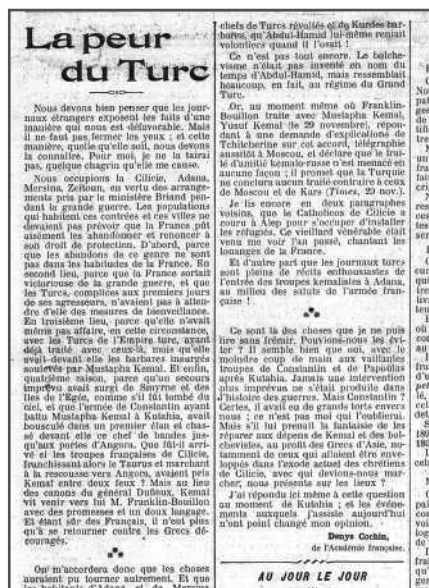 La peur
du Turc
Nous devons bien penser que les jour-
naux étrangers exposent les faits d'une
manière qui nous est défavorable. Mais
il ne faut pas fermer les yeux ; et cette
manière, quelle qu'elle soit, nous devons
la connaître. Pour moi, je ne la tairai
pas, quelque chagrin qu'elle me cause.
Nous occupions la Cilicie, Adana,
Mersina, Zeitoun, en vertu des arrange-
ments pris par le ministère Briand pen-
dant la grande guerre. Les populations
qui habitent ces contrées et ces villes ne
devaient pas prévoir que la France pût
aisément les abandonner et renoncer à
son droit de protection. D'abord, parce
que les abandons de ce genre ne sont
pas dans les habitudes de la France. En
second lieu, parce que la France sortait
victorieuse de la grande guerre, et que
les Turcs, complices aux premiers jours
de ses agresseurs, n'avaient pas à atten-
dre d'elle des mesures de bienveillance.
En troisième lieu, parce qu'elle n'avait
même pas affaire, en cette circonstance,
avec les Turcs de l'Empire turc, ayant
déjà traité avec ceux-là, mais qu'elle
avait devant elle les barbares insurgés
soulevés par Mustapha Kemal. Et enfin,
quatrième raison, parce qu'un secours
imprévu avait surgi de Smyrne et des
îles de l'Egée, comme s'il fût tombé du
ciel, et que l'armée de Constantin ayant
battu Mustapha Kemal à Kutahia, avait
bousculé dans un premier élan et chas-
sé devant elle ce chef de bandes jus-
qu'aux portes d'Angora. Que fût-il arri-
vé si les troupes françaises de Cilicie,
franchissant alors le Taurus et marchant
à la rescousse vers Angora, avaient pris
Kemal entre deux feux ? Mais au lieu
des canons du général Dufieux, Kemal
vit venir vers lui M. Franklin-Bouillon
avec des promesses et un doux langage.
Et étant sûr des Français, il n'eut plus
qu'à se retourner contre les Grecs dé-
couragés.
On m'accordera donc que les choses
auraient pu tourner autrement. Et que
chefs de Turcs révoltés et de Kurdes bar-
bares, qu'Abdul-Hamid lui-même reniait
volontiers quand il l'osait !
Ce n'est pas tout encore. Le bolche-
visme n'était pas inventé en nom du
temps d'Abdul-Hamid, mais ressemblait
beaucoup, en fait, au régime du Grand
Turc.
Or, au moment même où Franklin-
Bouillon traite avec Mustapha Kemal,
Yusuf Kemal (le 29 novembre), répon-
dant à une demande d'explications de
Tchitcherine sur cet accord, télégraphie
aussitôt à Moscou, et déclare que le trai-
té d'amitié kemalo-russe n'est menacé en
aucune façon ; il promet que la Turquie
ne conclura aucun traité contraire à ceux
de Moscou et de Kars (Times, 29 nov.).
Je lis encore en deux paragraphes
voisins, que le Catholicos de Cilicie a
couru à Alep pour s'occuper d'installer
les réfugiés. Ce vieillard vénérable était
venu me voir l'an passé, chantant les
louanges de la France.
Et d'autre part que les journaux turcs
sont pleins de récits enthousiastes de
l'entrée des troupes kemalistes à Adana,
au milieu des saluts de l'armée fran-
çaise !
Ce sont là des choses que je ne puis
lire sans frémir. Pouvions-nous les évi-
ter ? Il semble bien que oui, avec le
moindre coup de main aux vaillantes
troupes de Constantin et de Papoulas
après Kutahia. Jamais une intervention
plus imprévue ne s'était produite dans
l'histoire des guerres. Mais Constantin ?
Certes, il avait eu de grands torts envers
nous ; ce n'est pas moi qui l'oublierai.
Mais s'il lui prenait la fantaisie de les
réparer aux dépens de Kemal et des bol-
chevistes, au profit des Grecs d'Asie, no-
tamment de ceux qui allaient être enve-
loppés dans l'exode actuel des chrétiens
de Cilicie, avec qui devions-nous mar-
cher, nous présents sur les lieux ?
J'ai répondu ici même à cette question
au moment de Kutahia ; et les événe-
ments auxquels j'assiste aujourd'hui
n'ont point changé mon opinion.
Denys Cochin,
de l'Académie française.
AU JOUR LE JOUR